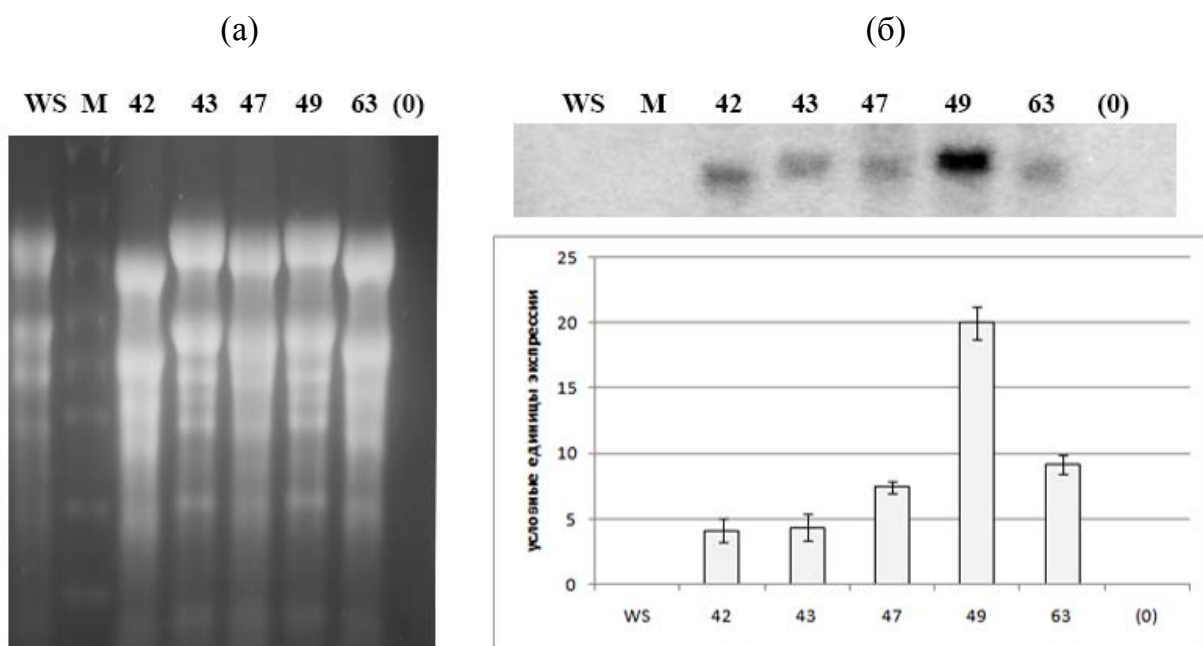 (а)
(б)
WS M 42 43 47 49 63 (0)
WS M 42 43 47 49 63 (0)
условные единицы экспрессии
25
20
15
10
5
0
WS 42 43 47 49 63 (0)